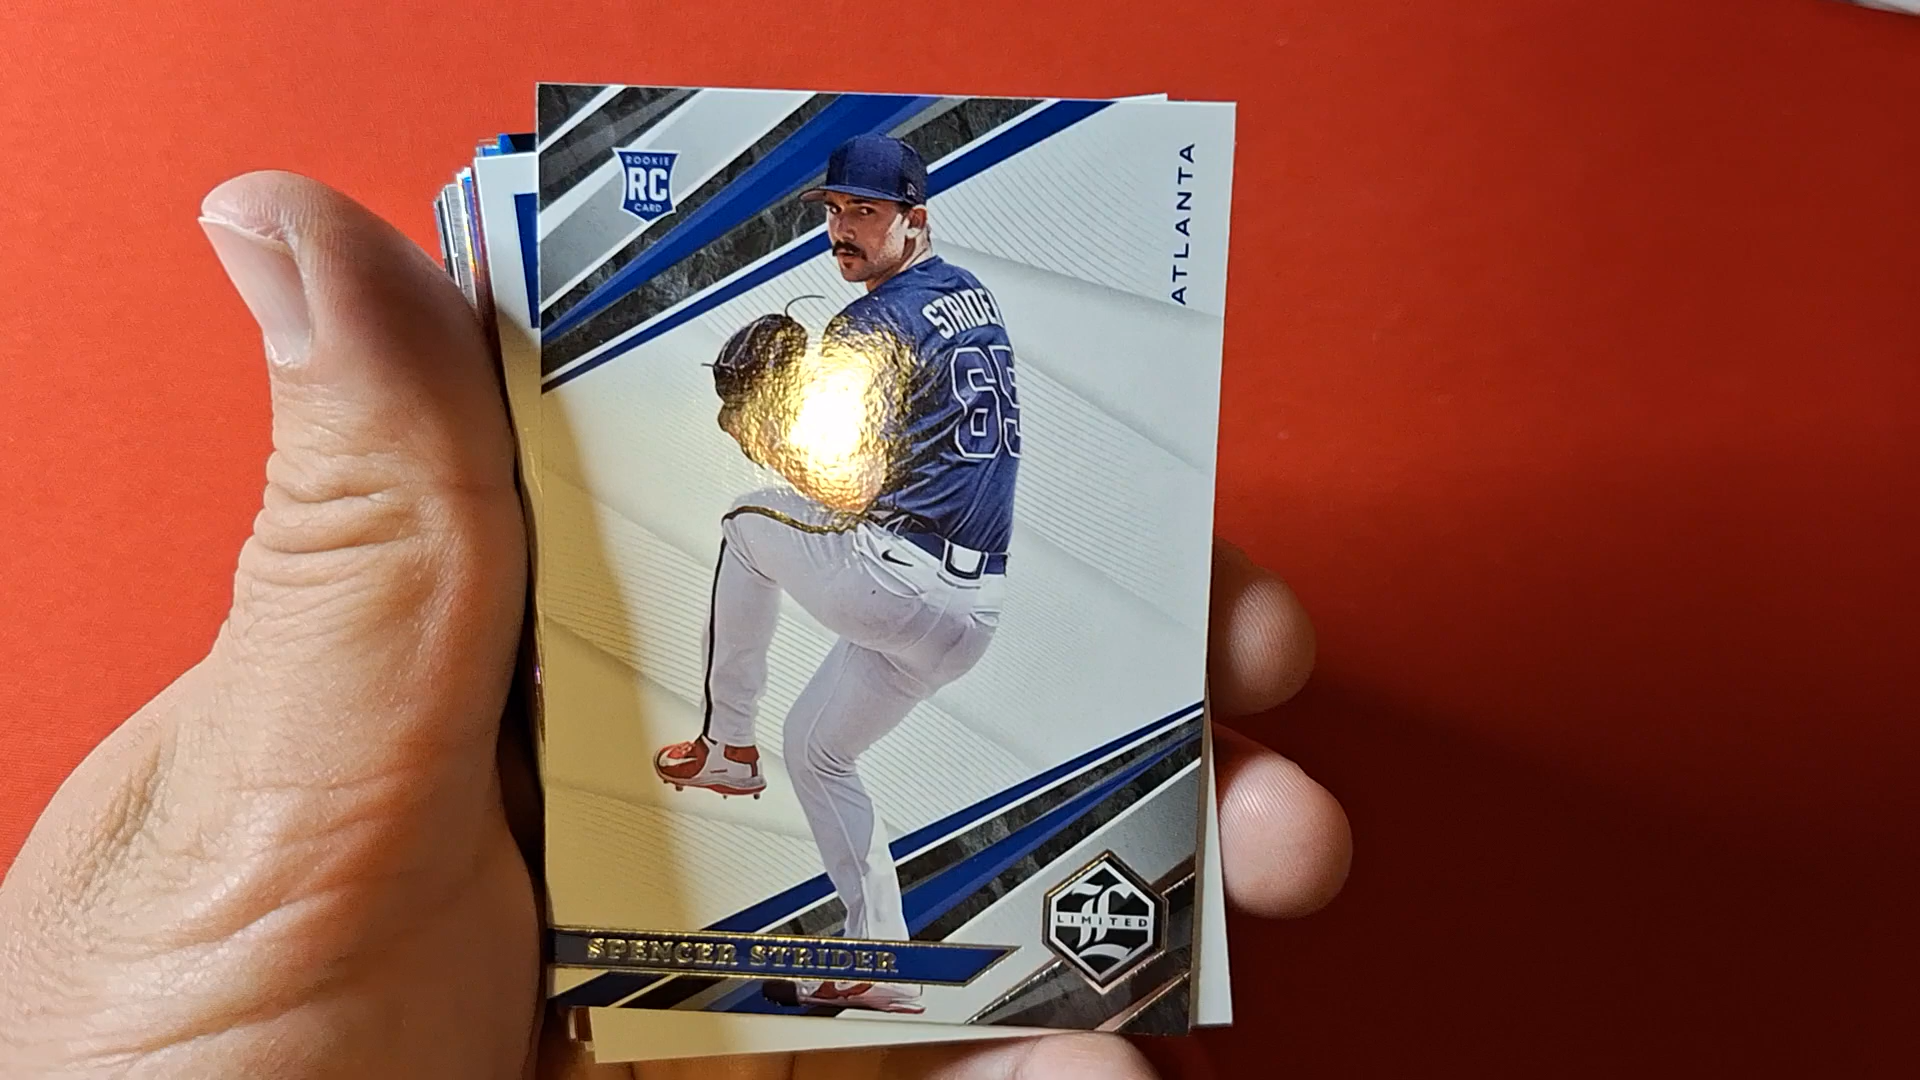 ROOKIE
RC
CARD
ATLANTA
STRIDER
65
SPENCER STRIDER
LIMITED